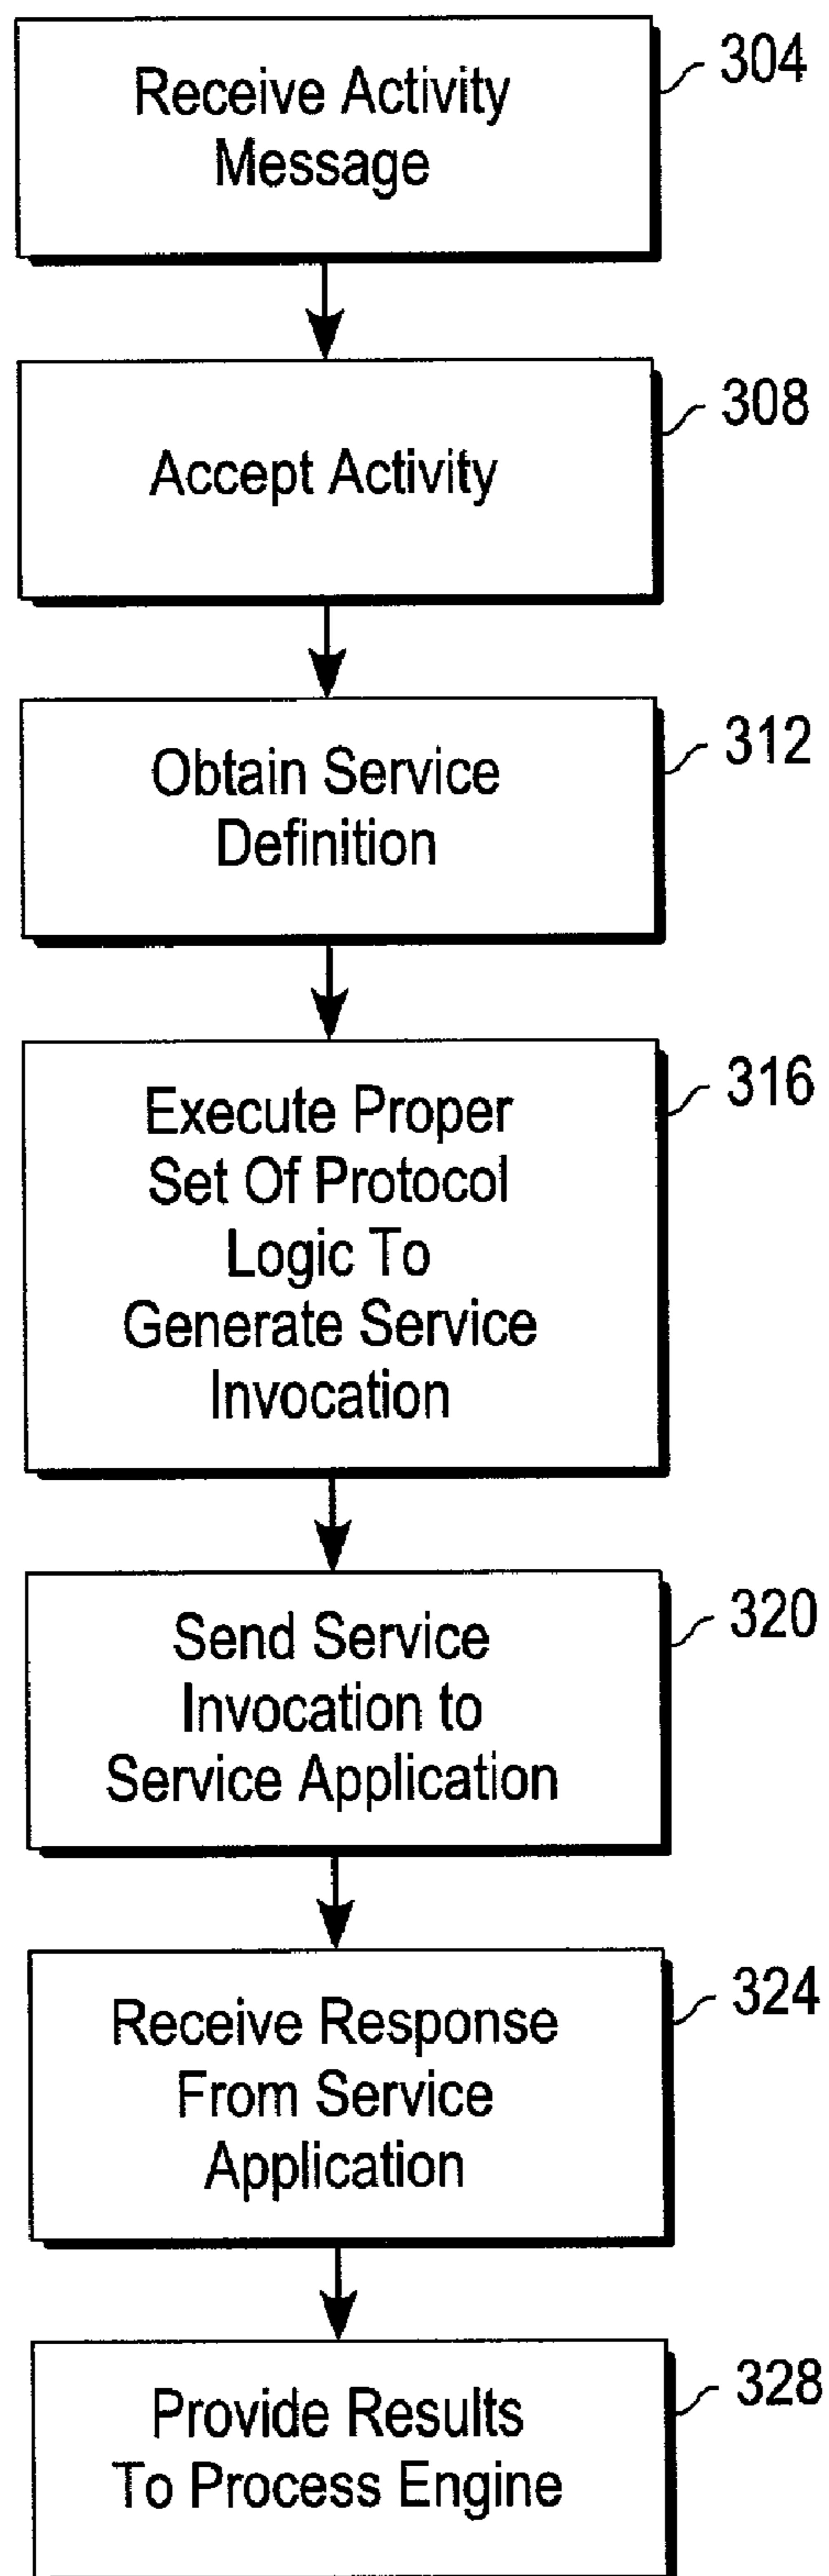 Receive Activity
Message
304
Accept Activity
308
Obtain Service
Definition
312
Execute Proper
Set Of Protocol
Logic To
Generate Service
Invocation
316
Send Service
Invocation to
Service Application
320
Receive Response
From Service
Application
324
Provide Results
To Process Engine
328